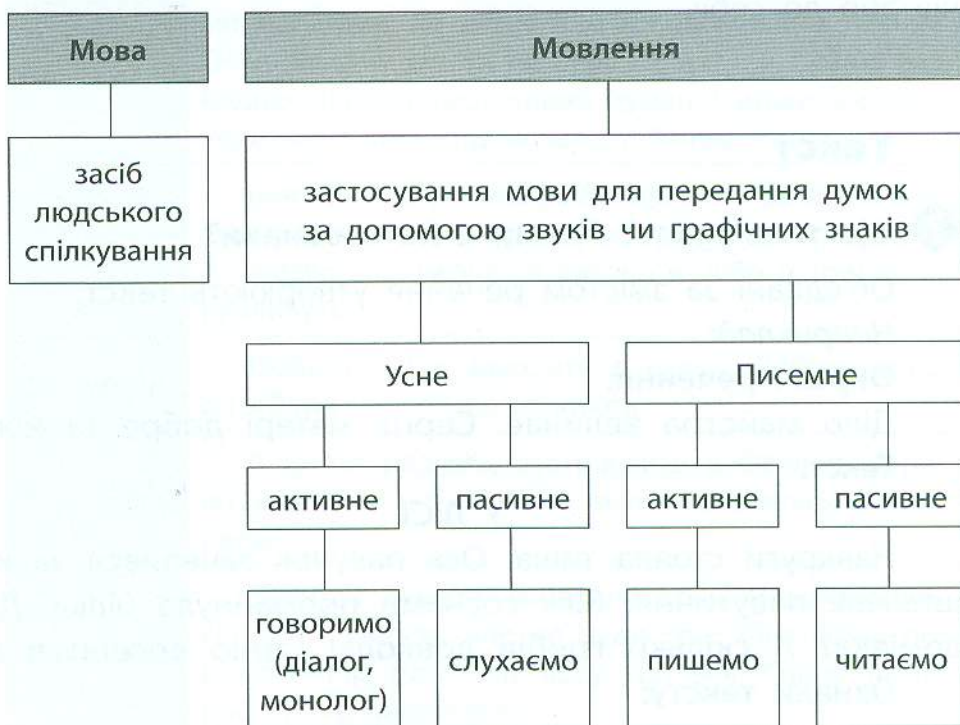 Мова
Мовлення
засіб
людського
спілкування
застосування мови для передання думок
за допомогою звуків чи графічних знаків
Усне
Писемне
активне
пасивне
активне
пасивне
говоримо
(діалог,
монолог)
слухаємо
пишемо
читаємо